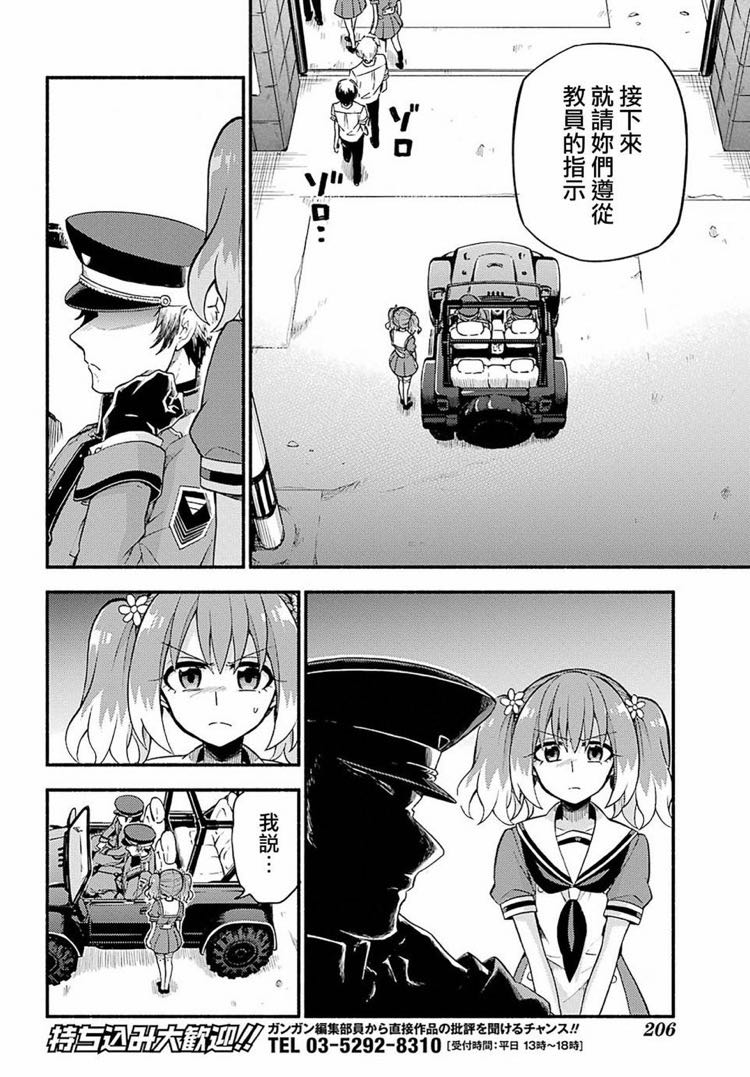 接下來
就請妳們遵從
教員的指示
ゾロ…
ゾロ…
我説…
持ち込み大歓迎!!
ガンガン編集部員から直接作品の批評を聞けるチャンス!!
TEL 03-5292-8310 [受付時間:平日 13時〜18時]
206